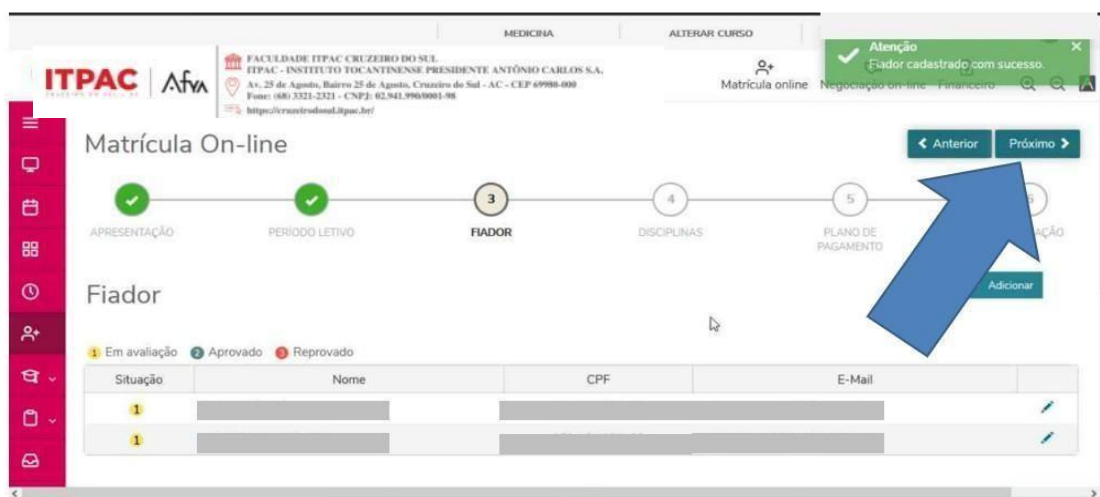 MEDICINA
ALTERAR CURSO
Atenção
Fiador cadastrado com sucesso.
ITPAC
Afya
FACULDADE ITPAC CRUZEIRO DO SUL
ITPAC - INSTITUTO TOCANTINENSE PRESIDENTE ANTÔNIO CARLOS S.A.
Av. 25 de Agosto, Bairro 25 de Agosto, Cruzeiro do Sul - AC - CEP 69980-000
Fone: (68) 3321-2321 - CNPJ: 02.941.990/0001-98
https://cruzeirodosul.itpac.br/
Matrícula online
Negociação on-line
Financeiro
A
Matrícula On-line
Anterior
Próximo
3
4
5
6
APRESENTAÇÃO
PERÍODO LETIVO
FIADOR
DISCIPLINAS
PLANO DE
PAGAMENTO
AÇÃO
Fiador
Adicionar
1 Em avaliação 2 Aprovado 3 Reprovado
Situação Nome CPF E-Mail
1
1